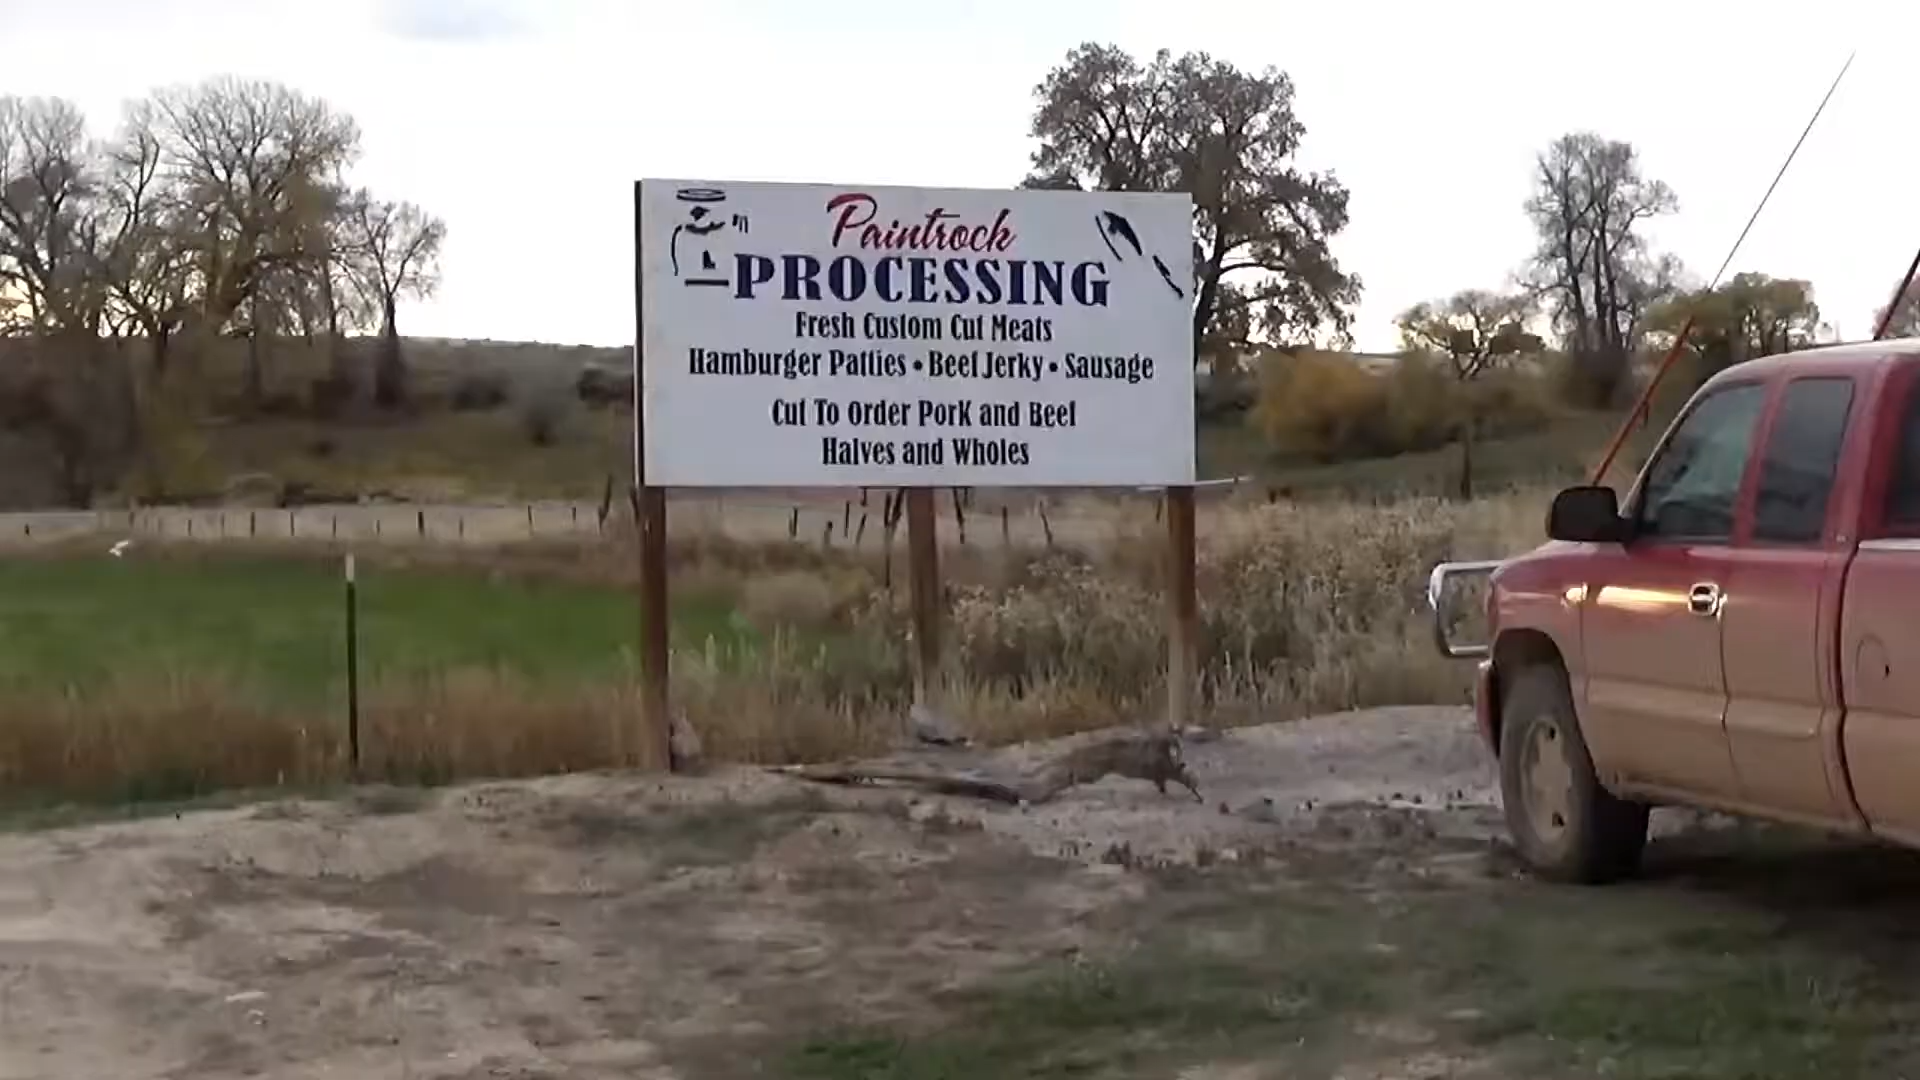 Paintrock
PROCESSING
Fresh Custom Cut Meats
Hamburger Patties • Beef Jerky • Sausage
Cut To Order Pork and Beef
Halves and Wholes